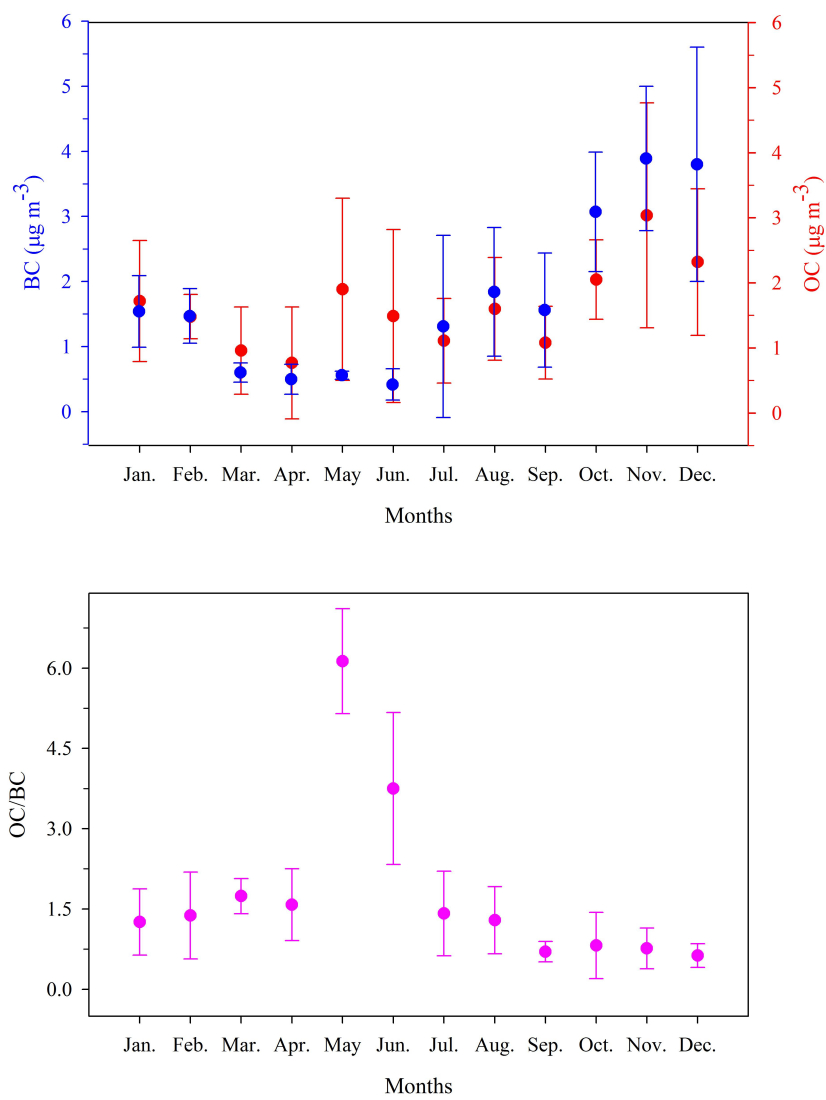 6
5
4
3
2
1
0
BC (µg m⁻³)
6
5
4
3
2
1
0
OC (µg m⁻³)
Jan. Feb. Mar. Apr. May Jun. Jul. Aug. Sep. Oct. Nov. Dec.
Months
6.0
4.5
3.0
1.5
0.0
OC/BC
Jan. Feb. Mar. Apr. May Jun. Jul. Aug. Sep. Oct. Nov. Dec.
Months